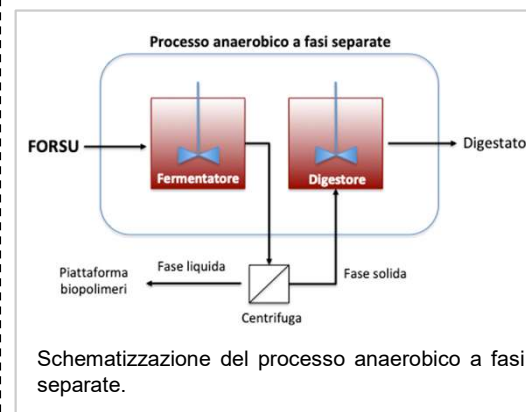 Processo anaerobico a fasi separate
FORSU
Fermentatore
Digestore
Digestato
Piattaforma
biopolimeri
Fase liquida
Fase solida
Centrifuga
Schematizzazione del processo anaerobico a fasi
separate.